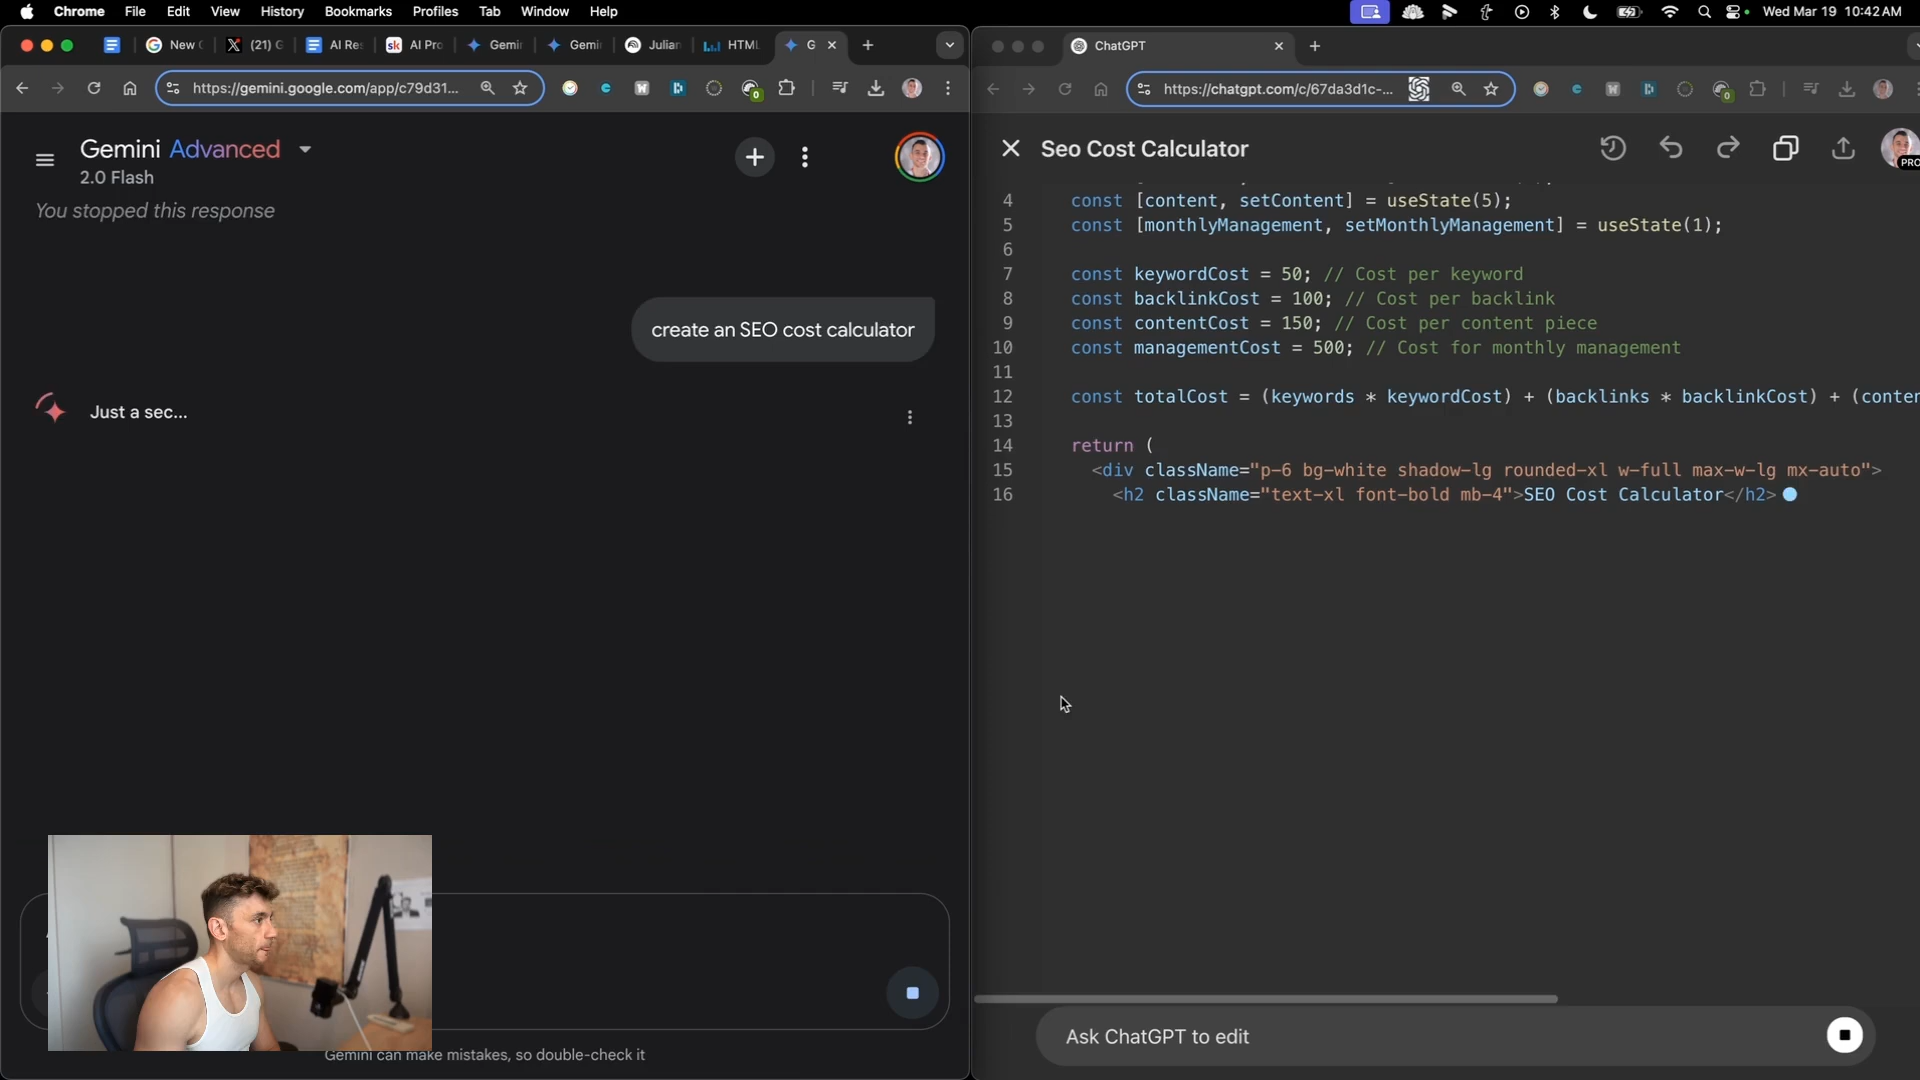 Chrome File Edit View History Bookmarks Profiles Tab Window Help
Wed Mar 19 10:42 AM
New
(21)
AI Re
sk AI Pro
Gemir
Gemir
Julian
HTML
G
ChatGPT
https://gemini.google.com/app/c79d31...
0
https://chatgpt.com/c/67da3d1c-...
0
Gemini Advanced
2.0 Flash
You stopped this response
create an SEO cost calculator
Just a sec...
Gemini can make mistakes, so double-check it
Seo Cost Calculator
PRO
4 const [content, setContent] = useState(5);
5 const [monthlyManagement, setMonthlyManagement] = useState(1);
6
7 const keywordCost = 50; // Cost per keyword
8 const backlinkCost = 100; // Cost per backlink
9 const contentCost = 150; // Cost per content piece
10 const managementCost = 500; // Cost for monthly management
11
12 const totalCost = (keywords * keywordCost) + (backlinks * backlinkCost) + (conten
13
14 return (
15 <div className="p-6 bg-white shadow-lg rounded-xl w-full max-w-lg mx-auto">
16 <h2 className="text-xl font-bold mb-4">SEO Cost Calculator</h2>
Ask ChatGPT to edit